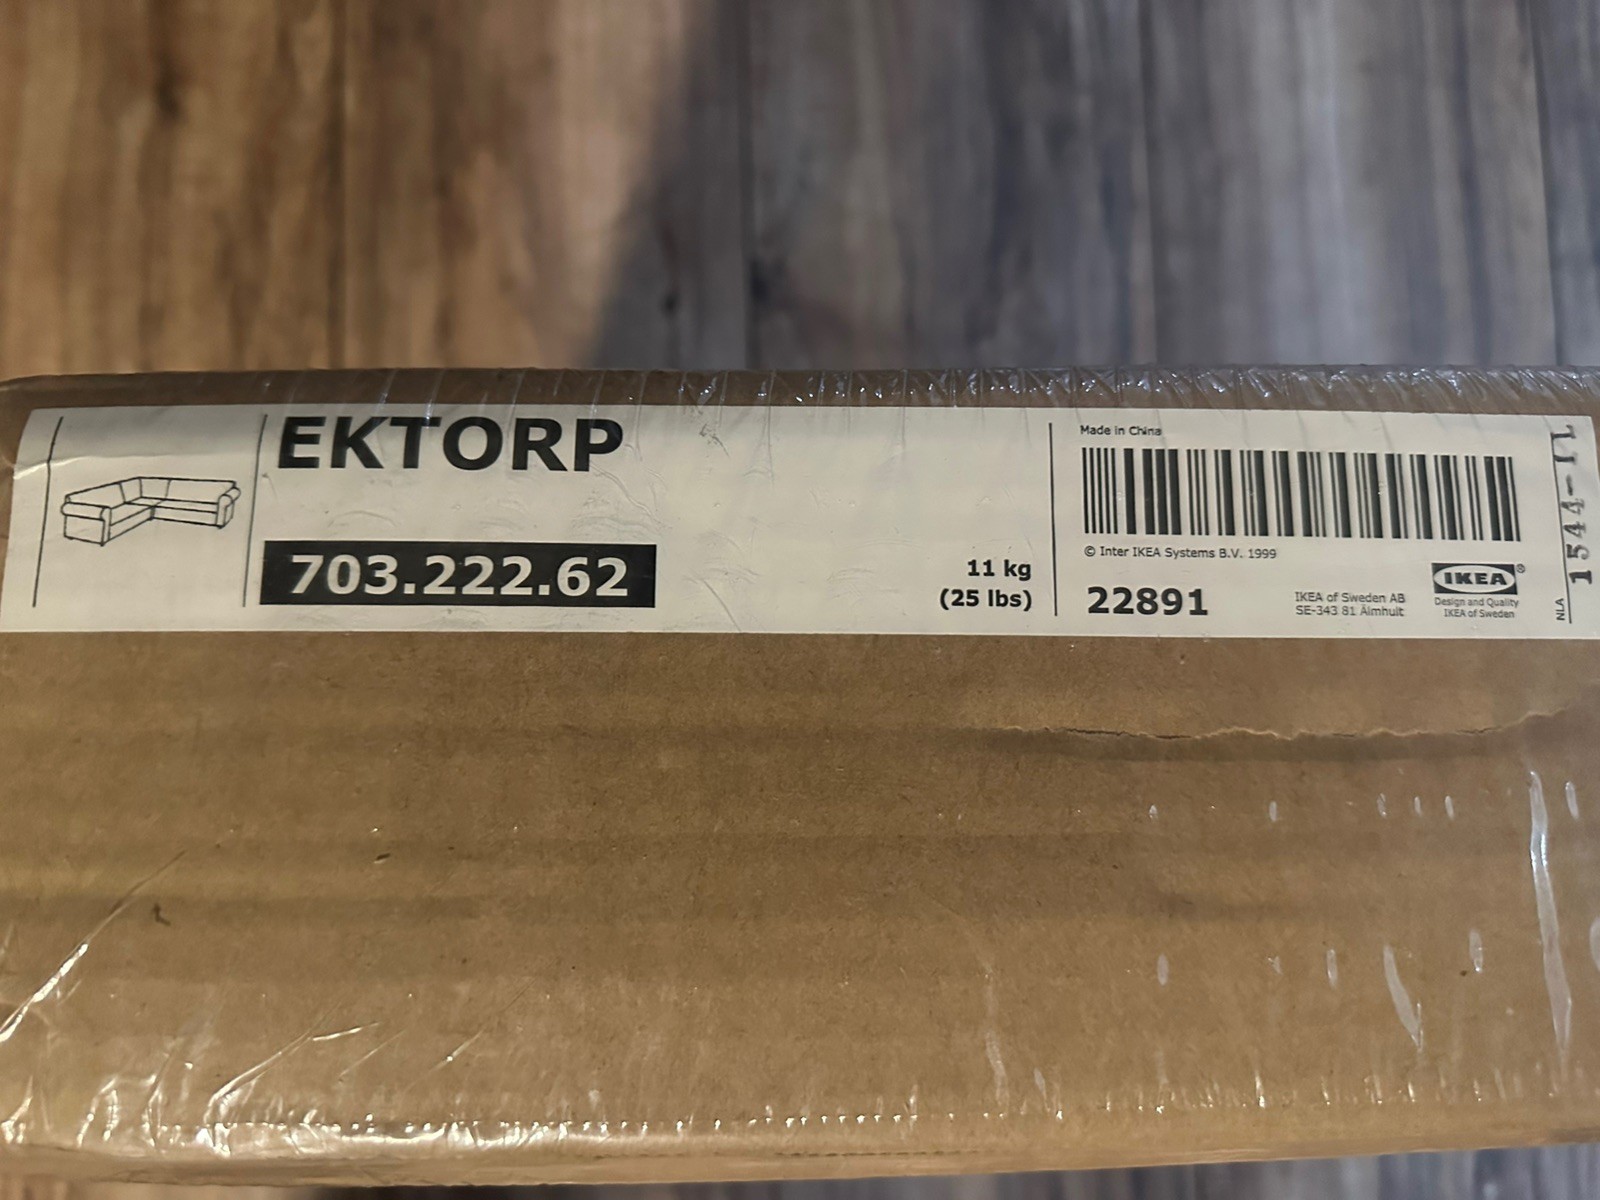 EKTORP
703.222.62
11 kg
(25 lbs)
Made in China
© Inter IKEA Systems B.V. 1999
22891
IKEA of Sweden AB
SE-343 81 Älmhult
IKEA®
Design and Quality
IKEA of Sweden
NLA
1544-IL